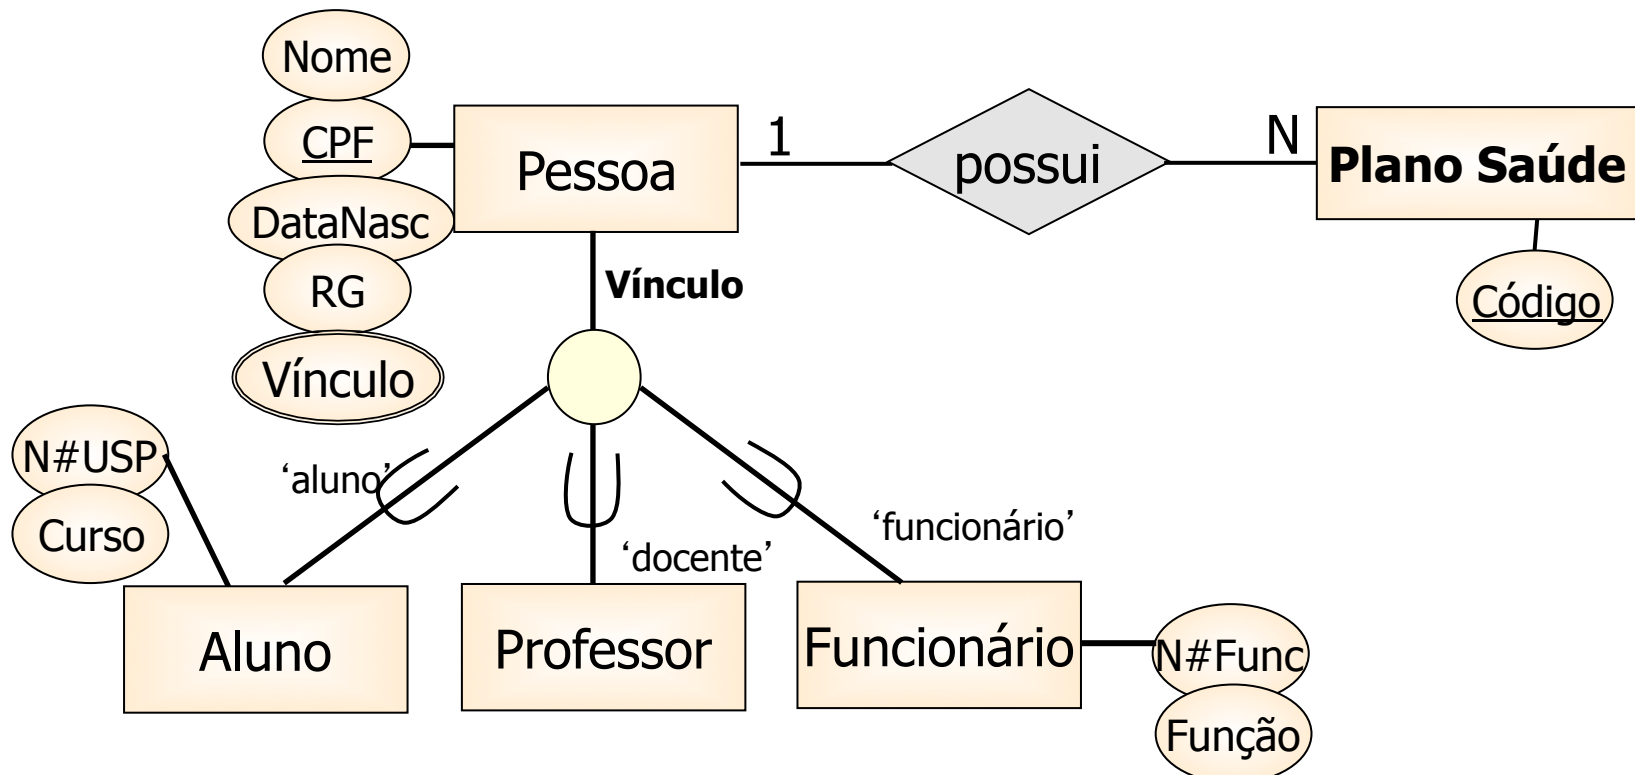 Nome
CPF
DataNasc
RG
Vínculo
Pessoa
1
possui
N
Plano Saúde
Código
Vínculo
N#USP
Curso
‘aluno’
‘docente’
‘funcionário’
Aluno
Professor
Funcionário
N#Func
Função